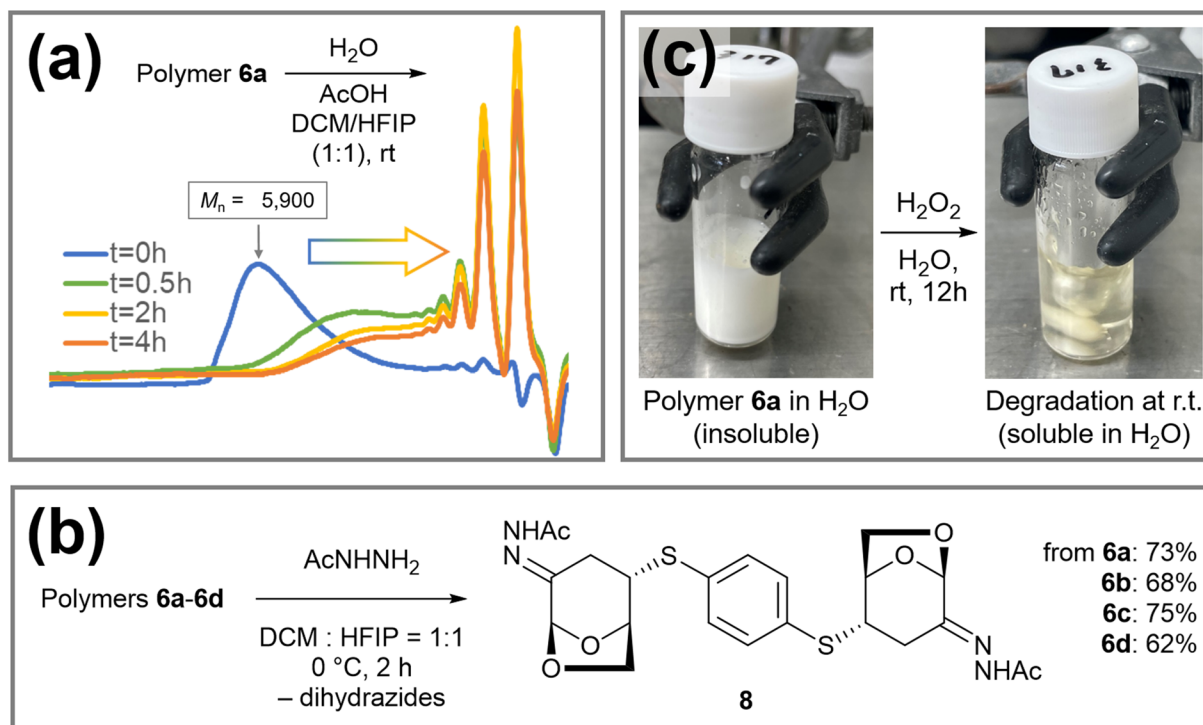 (a)
Polymer 6a
H₂O
AcOH
DCM/HFIP
(1:1), rt
Mn = 5,900
t=0h
t=0.5h
t=2h
t=4h
(c)
H₂O₂
H₂O,
rt, 12h
Polymer 6a in H₂O
(insoluble)
Degradation at r.t.
(soluble in H₂O)
(b)
Polymers 6a-6d
AcNHNH₂
DCM : HFIP = 1:1
0 °C, 2 h
– dihydrazides
NHAc
N
S
O
O
S
O
O
N
NHAc
8
from 6a: 73%
6b: 68%
6c: 75%
6d: 62%